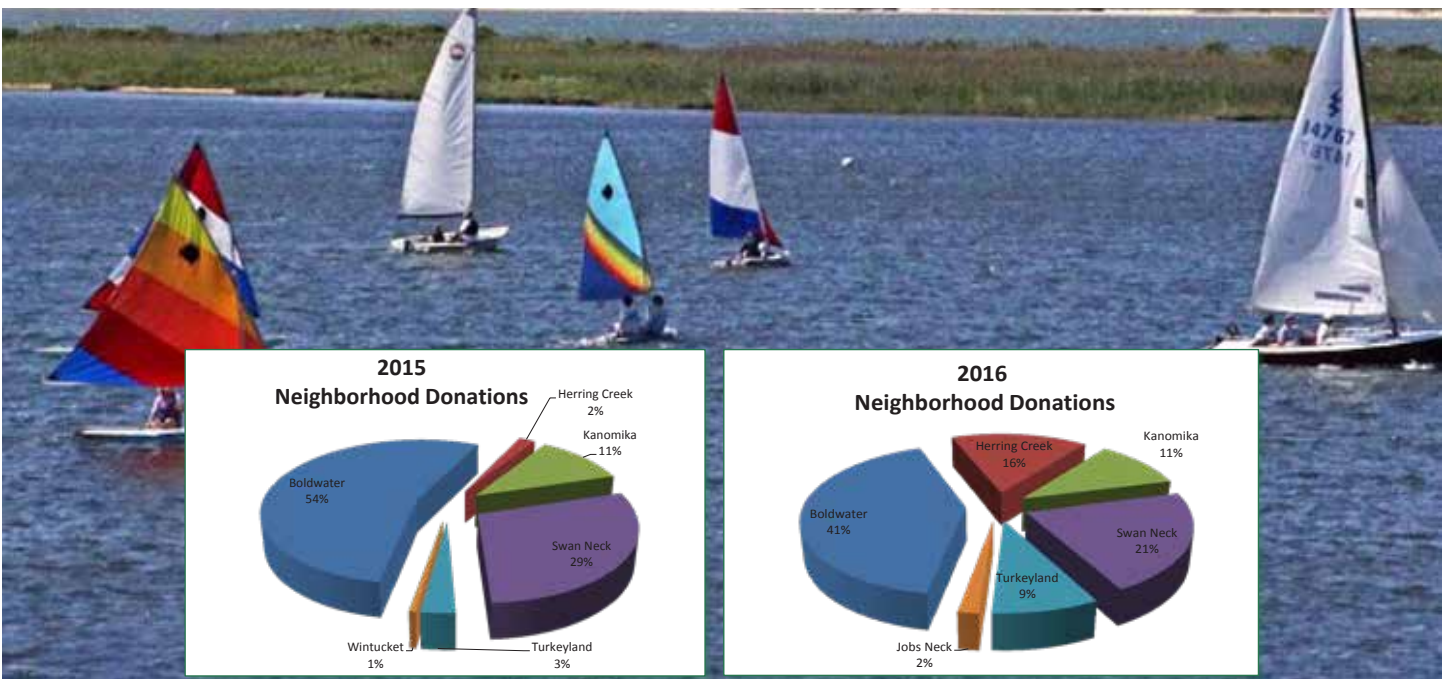 14767
2015
Neighborhood Donations
Herring Creek
2%
Kanomika
11%
Boldwater
54%
Swan Neck
29%
Wintucket
1%
Turkeyland
3%
2016
Neighborhood Donations
Herring Creek
16%
Kanomika
11%
Boldwater
41%
Swan Neck
21%
Turkeyland
9%
Jobs Neck
2%